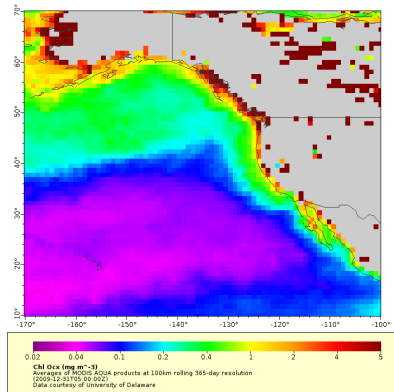 70°
60°
50°
40°
30°
20°
10°
-170° -160° -150° -140° -130° -120° -110° -100°
0.02 0.04 0.1 0.2 0.4 1 2 4 5
Chl Ocx (mg m^-3)
Averages of MODIS AQUA products at 100km rolling 365-day resolution
(2009-12-31T05:00:00Z)
Data courtesy of University of Delaware